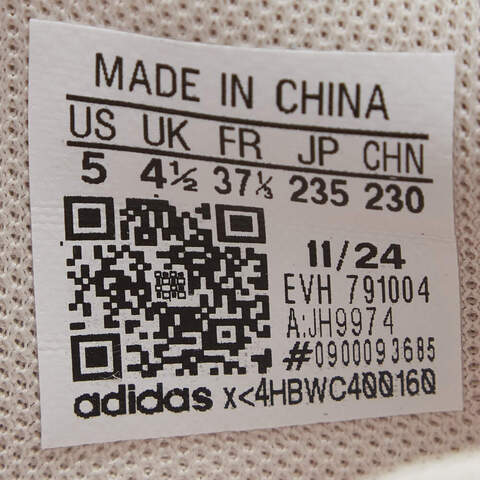 MADE IN CHINA
US UK FR JP CHN
5 4½ 37⅓ 235 230
11/24
EVH 791004
A:JH9974
#0900093685
adidas X<4HBWC400160